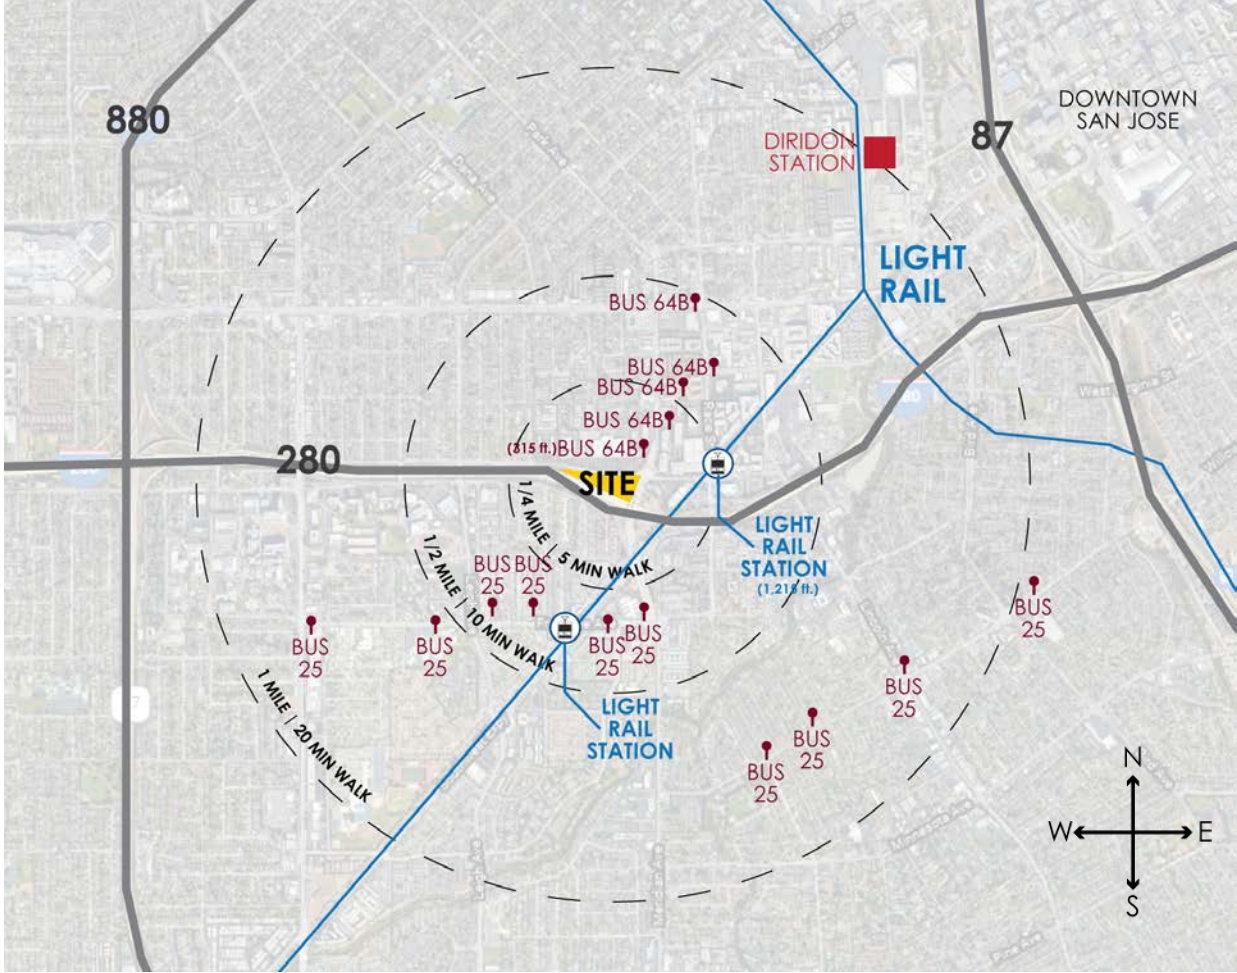 880
87
DOWNTOWN
SAN JOSE
DIRIDON
STATION
LIGHT
RAIL
BUS 64B
BUS 64B
BUS 64B
BUS 64B
(315 ft.) BUS 64B
280
SITE
1/4 MILE | 5 MIN WALK
1/2 MILE | 10 MIN WALK
1 MILE | 20 MIN WALK
LIGHT
RAIL
STATION
(1,215 ft.)
BUS
25
BUS
25
BUS
25
BUS
25
BUS
25
BUS
25
BUS
25
BUS
25
BUS
25
BUS
25
LIGHT
RAIL
STATION
N
W
E
S